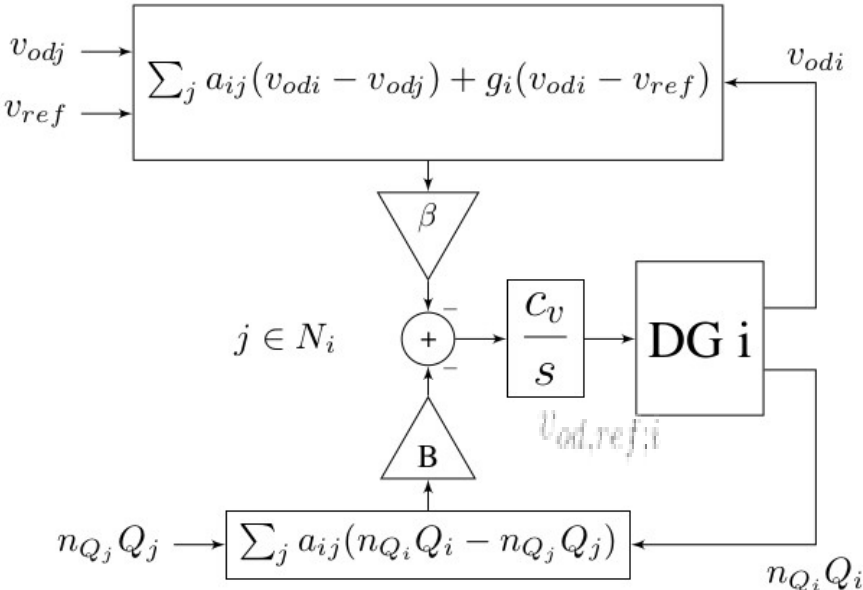 v_{odj}
v_{ref}
\sum_j a_{ij}(v_{odi} - v_{odj}) + g_i(v_{odi} - v_{ref})
v_{odi}
β
−
j ∈ N_i
+
−
c_v
s
DG i
v_{od,ref,i}
B
n_{Q_j}Q_j
\sum_j a_{ij}(n_{Q_i}Q_i - n_{Q_j}Q_j)
n_{Q_i}Q_i